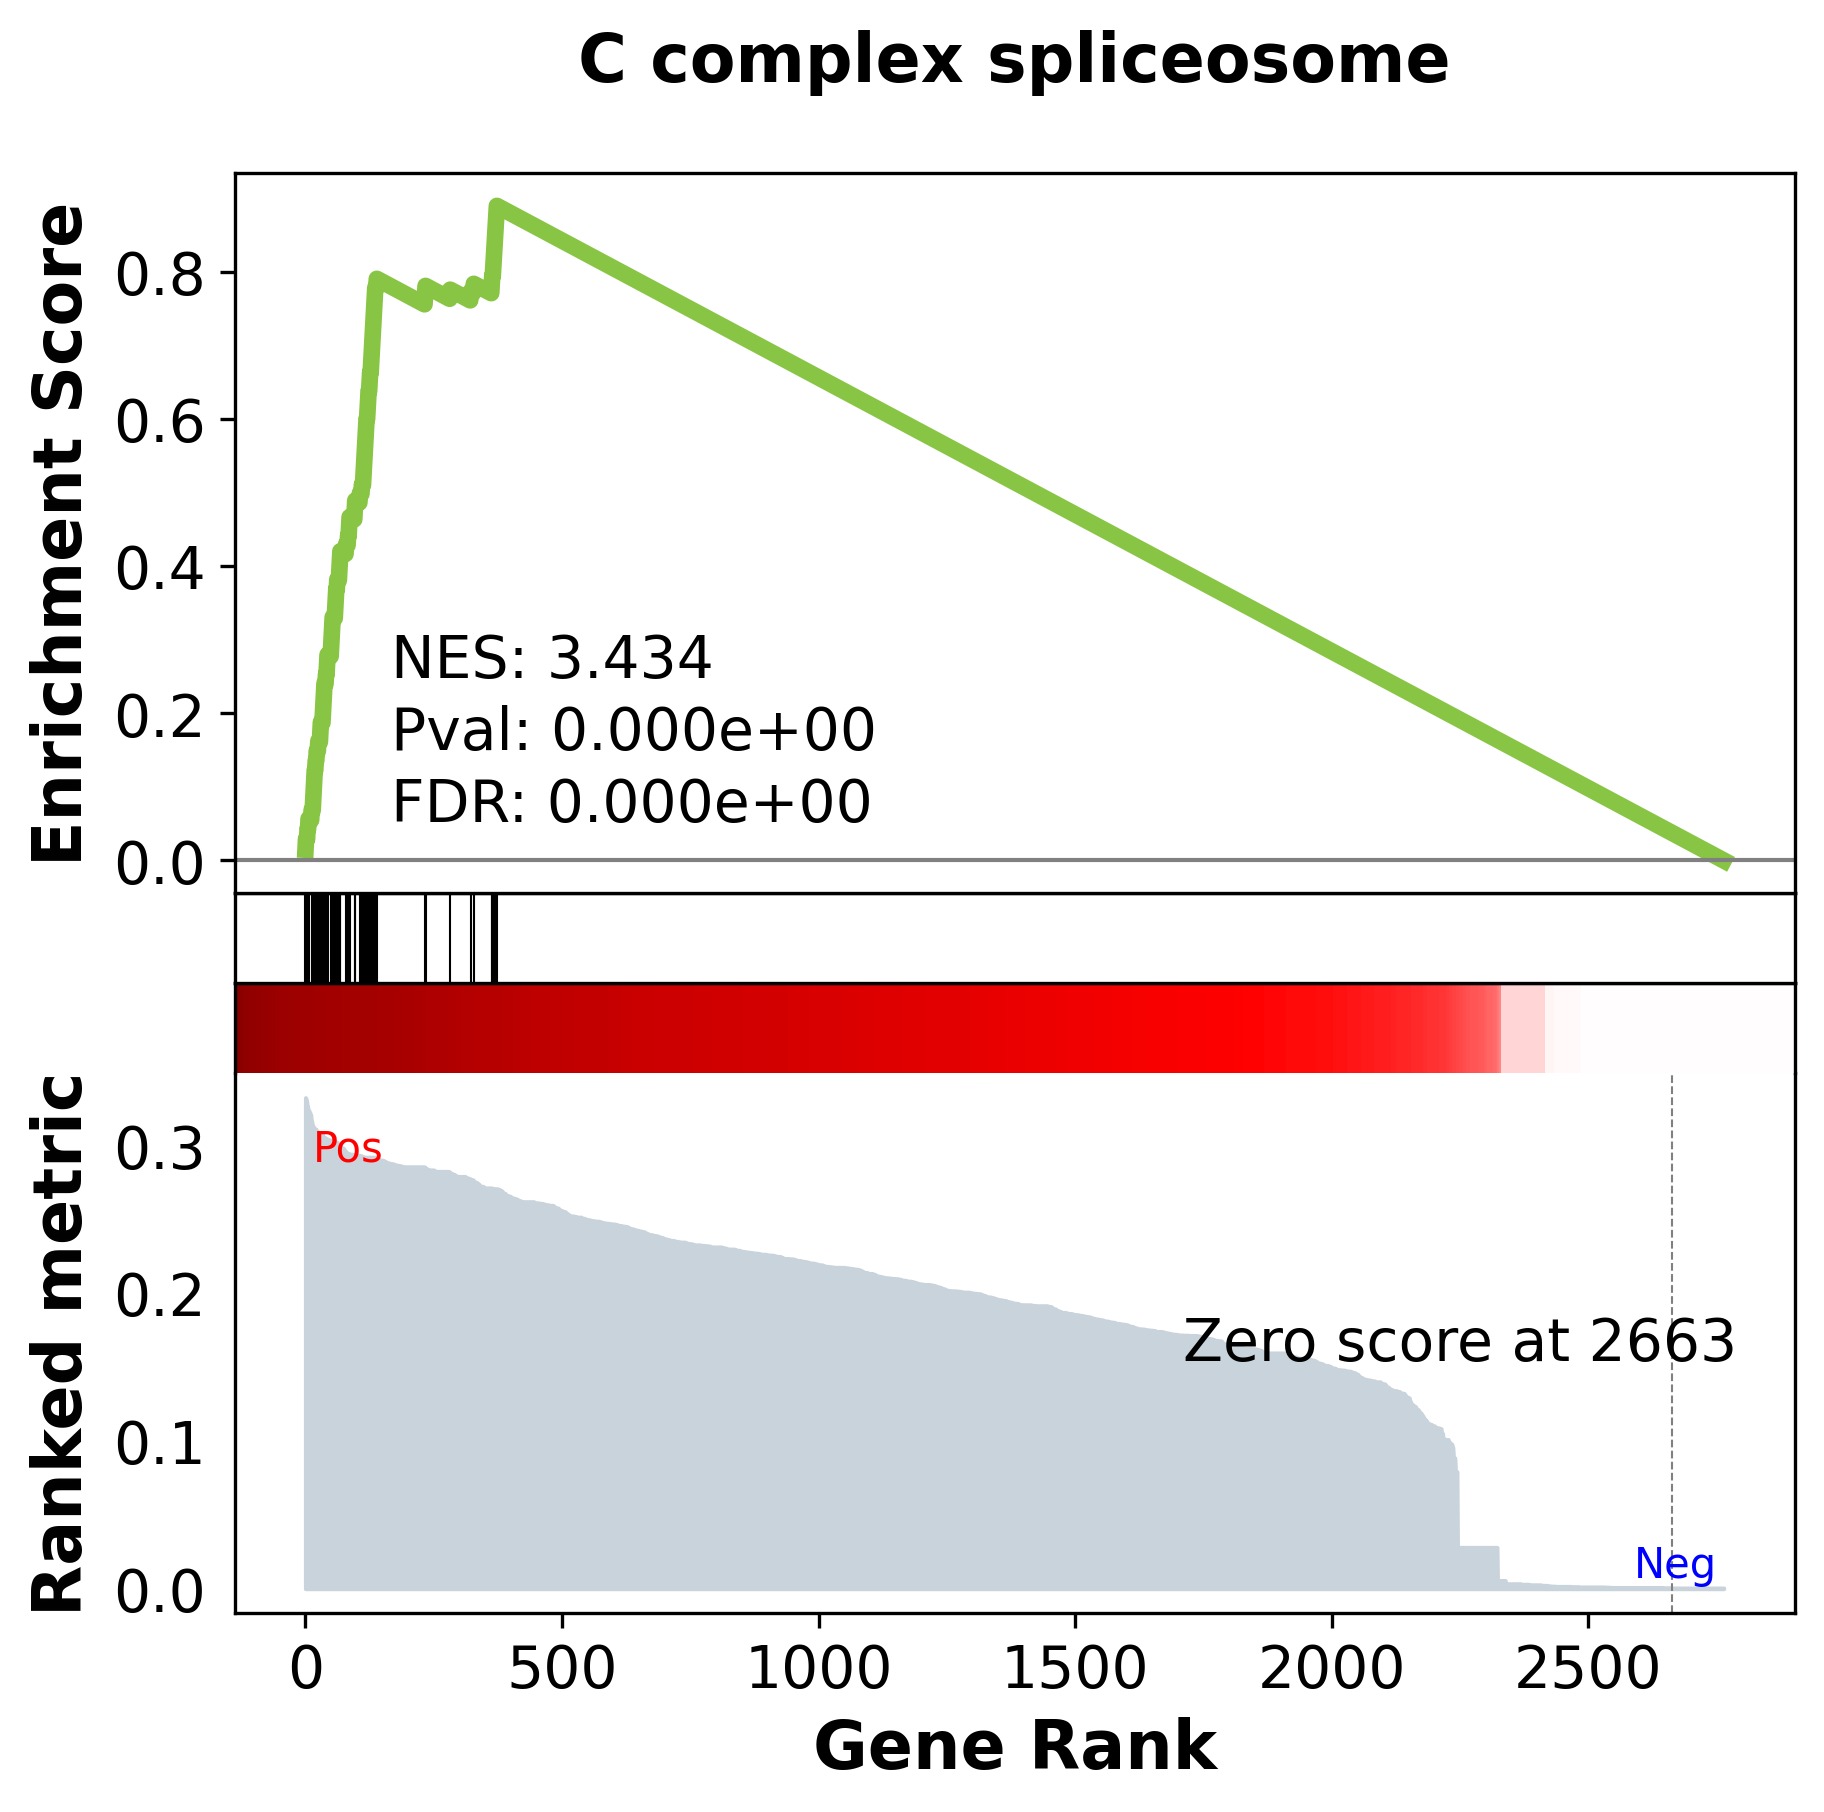 C complex spliceosome
Enrichment Score
0.8
0.6
0.4
0.2
0.0
NES: 3.434
Pval: 0.000e+00
FDR: 0.000e+00
Ranked metric
0.3
0.2
0.1
0.0
Pos
Zero score at 2663
Neg
0 500 1000 1500 2000 2500
Gene Rank